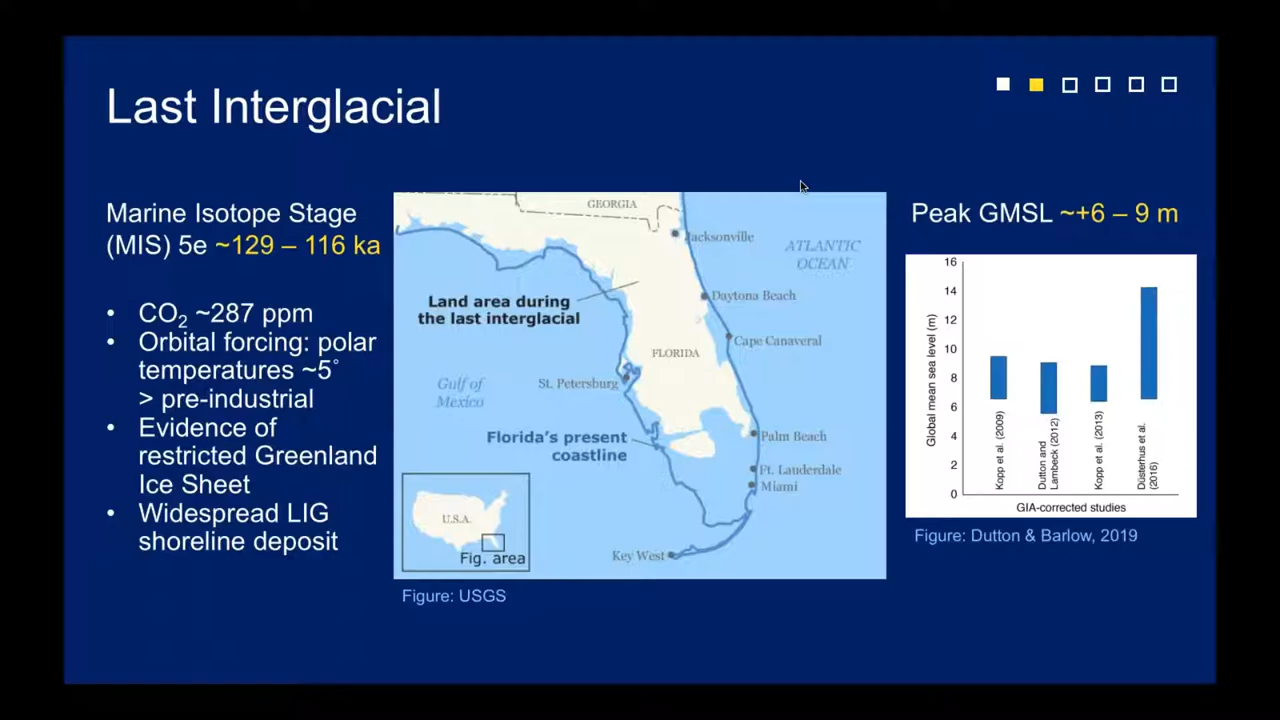 Last Interglacial
Marine Isotope Stage
(MIS) 5e ~129 – 116 ka
• CO₂ ~287 ppm
• Orbital forcing: polar
temperatures ~5°
> pre-industrial
• Evidence of
restricted Greenland
Ice Sheet
• Widespread LIG
shoreline deposit
GEORGIA
Jacksonville
ATLANTIC
OCEAN
Daytona Beach
Land area during
the last interglacial
Cape Canaveral
FLORIDA
St. Petersburg
Gulf of
Mexico
Palm Beach
Florida's present
coastline
Ft. Lauderdale
Miami
U.S.A.
Fig. area
Key West
Figure: USGS
Peak GMSL ~+6 – 9 m
Global mean sea level (m)
16
14
12
10
8
6
4
2
0
Kopp et al. (2009)
Dutton and
Lambeck (2012)
Kopp et al. (2013)
Düsterhus et al.
(2016)
GIA-corrected studies
Figure: Dutton & Barlow, 2019